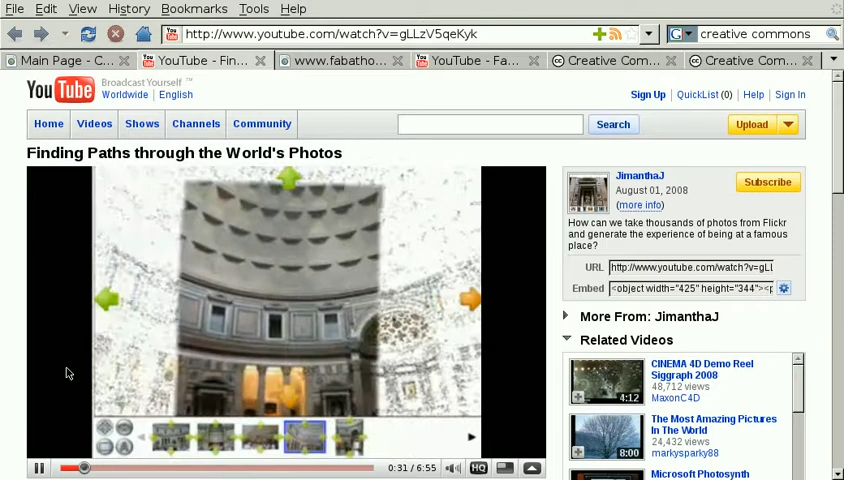 File Edit View History Bookmarks Tools Help
http://www.youtube.com/watch?v=gLLzV5qeKyk
creative commons
Main Page - C...
YouTube - Fin...
www.fabatho...
YouTube - Fa...
Creative Com...
Creative Com...
YouTube Broadcast Yourself ™
Worldwide English
Sign Up QuickList (0) Help Sign In
Home Videos Shows Channels Community
Search
Upload
Finding Paths through the World's Photos
JimanthaJ
August 01, 2008
(more info)
Subscribe
How can we take thousands of photos from Flickr
and generate the experience of being at a famous
place?
URL http://www.youtube.com/watch?v=gLL
Embed <object width="425" height="344"><p
More From: JimanthaJ
Related Videos
CINEMA 4D Demo Reel
Siggraph 2008
48,712 views
MaxonC4D
4:12
The Most Amazing Pictures
In The World
24,432 views
markysparky88
8:00
Microsoft Photosynth
A
0:31 / 6:55
HQ